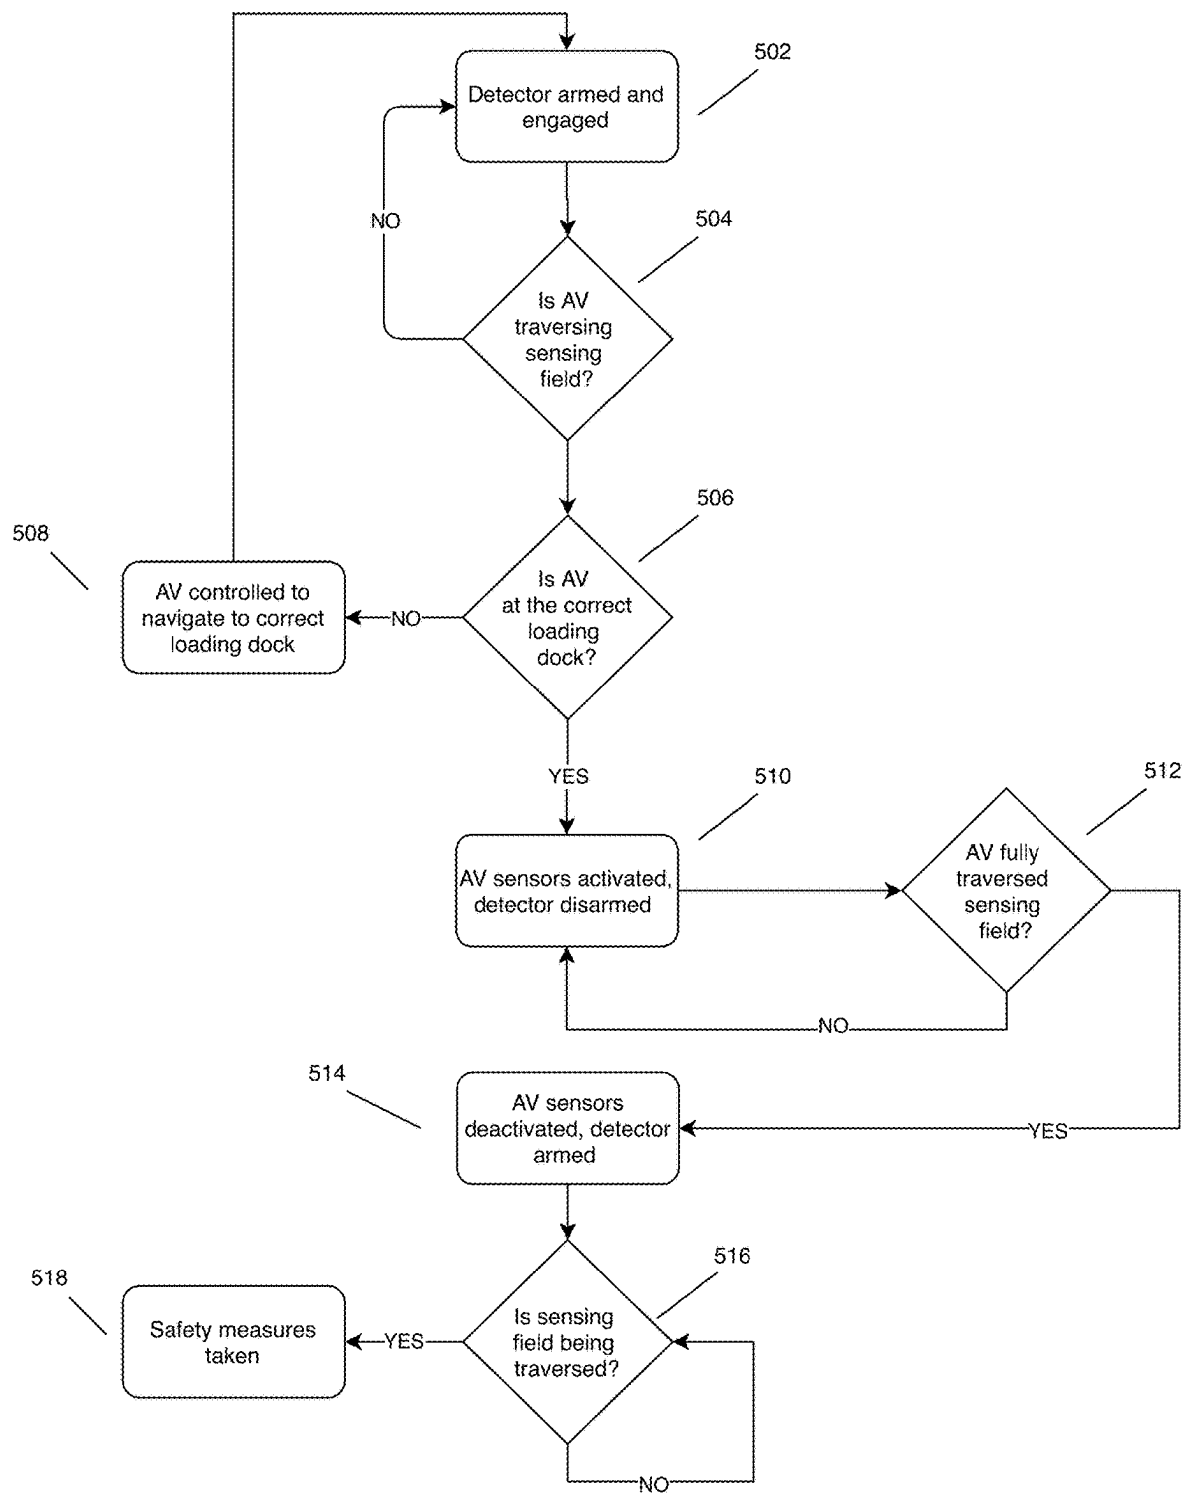 502
Detector armed and
engaged
NO
504
Is AV
traversing
sensing
field?
506
508
AV controlled to
navigate to correct
loading dock
NO
Is AV
at the correct
loading
dock?
YES
510
512
AV sensors activated,
detector disarmed
AV fully
traversed
sensing
field?
NO
514
AV sensors
deactivated, detector
armed
YES
516
518
Safety measures
taken
YES
Is sensing
field being
traversed?
NO